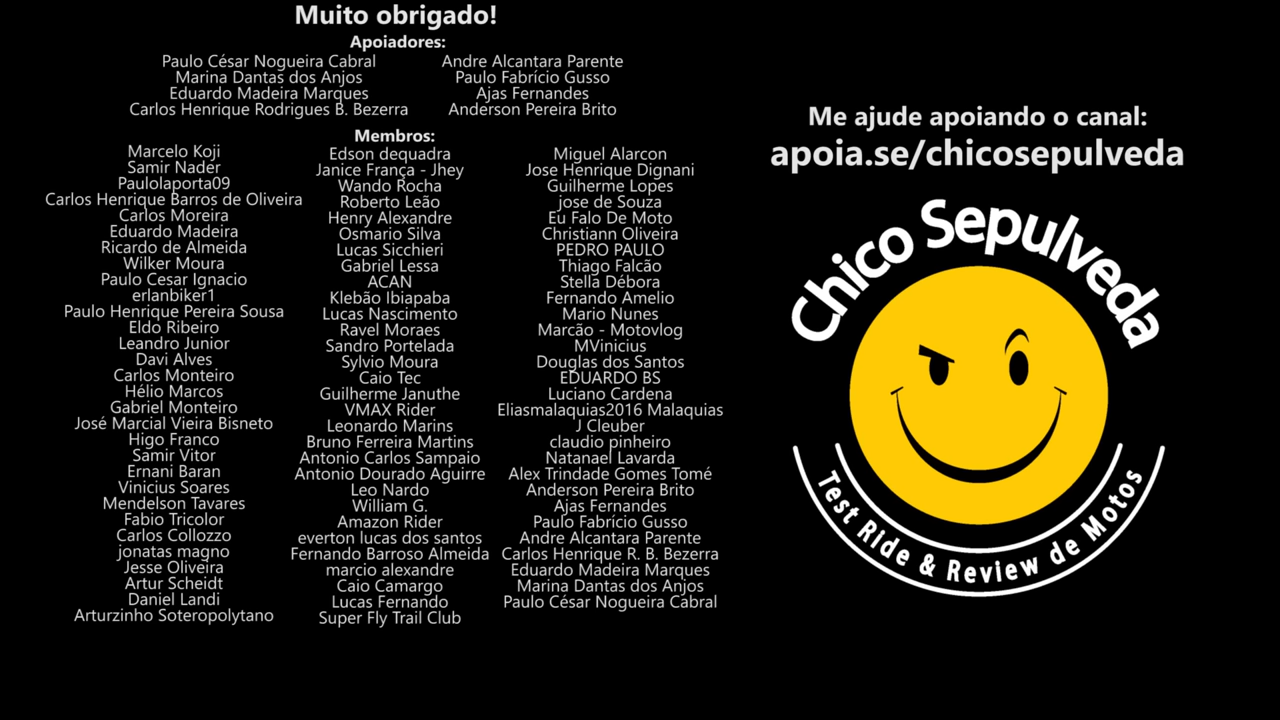 Muito obrigado!
Apoiadores:
Paulo César Nogueira Cabral
Marina Dantas dos Anjos
Eduardo Madeira Marques
Carlos Henrique Rodrigues B. Bezerra
Andre Alcantara Parente
Paulo Fabrício Gusso
Ajas Fernandes
Anderson Pereira Brito
Membros:
Marcelo Koji
Samir Nader
Paulolaporta09
Carlos Henrique Barros de Oliveira
Carlos Moreira
Eduardo Madeira
Ricardo de Almeida
Wilker Moura
Paulo Cesar Ignacio
erlanbiker1
Paulo Henrique Pereira Sousa
Eldo Ribeiro
Leandro Junior
Davi Alves
Carlos Monteiro
Hélio Marcos
Gabriel Monteiro
José Marcial Vieira Bisneto
Higo Franco
Samir Vitor
Ernani Baran
Vinicius Soares
Mendelson Tavares
Fabio Tricolor
Carlos Collozzo
jonatas magno
Jesse Oliveira
Artur Scheidt
Daniel Landi
Arturzinho Soteropolytano
Edson dequadra
Janice França - Jhey
Wando Rocha
Roberto Leão
Henry Alexandre
Osmario Silva
Lucas Sicchieri
Gabriel Lessa
ACAN
Klebão Ibiapaba
Lucas Nascimento
Ravel Moraes
Sandro Portelada
Sylvio Moura
Caio Tec
Guilherme Januthe
VMAX Rider
Leonardo Marins
Bruno Ferreira Martins
Antonio Carlos Sampaio
Antonio Dourado Aguirre
Leo Nardo
William G.
Amazon Rider
everton lucas dos santos
Fernando Barroso Almeida
marcio alexandre
Caio Camargo
Lucas Fernando
Super Fly Trail Club
Miguel Alarcon
Jose Henrique Dignani
Guilherme Lopes
jose de Souza
Eu Falo De Moto
Christiann Oliveira
PEDRO PAULO
Thiago Falcão
Stella Débora
Fernando Amelio
Mario Nunes
Marcão - Motovlog
MVinicius
Douglas dos Santos
EDUARDO BS
Luciano Cardena
Eliasmalaquias2016 Malaquias
J Cleuber
claudio pinheiro
Natanael Lavarda
Alex Trindade Gomes Tomé
Anderson Pereira Brito
Ajas Fernandes
Paulo Fabrício Gusso
Andre Alcantara Parente
Carlos Henrique R. B. Bezerra
Eduardo Madeira Marques
Marina Dantas dos Anjos
Paulo César Nogueira Cabral
Me ajude apoiando o canal:
apoia.se/chicosepulveda
Chico Sepulveda
Test Ride & Review de Motos